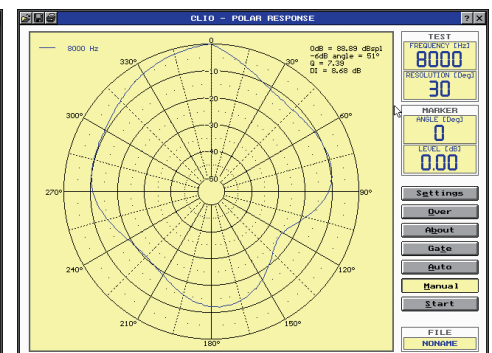 CLIO - POLAR RESPONSE
? x
8000 Hz
0dB = 88.89 dBspl
-6dB angle = 51°
Q = 7.39
DI = 8.68 dB
0
330°
-10
60°
-20
300°
-30
-40
-50
270°
90°
240°
120°
210°
150°
180°
TEST
FREQUENCY [Hz]
8000
RESOLUTION [Deg]
30
MARKER
ANGLE [Deg]
0
LEVEL [dB]
0.00
Settings
Over
About
Gate
Auto
Manual
Start
FILE
NONAME